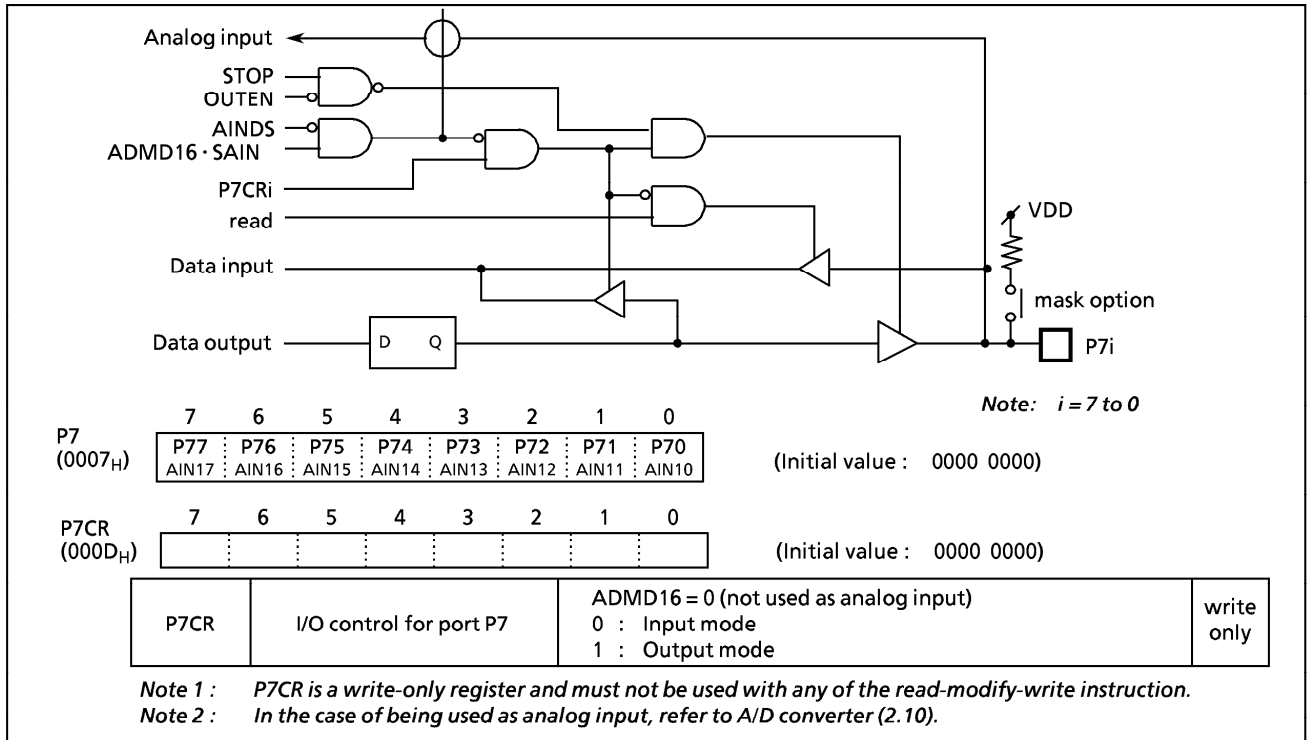 Analog input
STOP
OUTEN
AINDS
ADMD16 · SAIN
P7CRi
read
VDD
Data input
mask option
Data output
D Q
P7i
Note: i = 7 to 0
7 6 5 4 3 2 1 0
P7
(0007H)
P77 P76 P75 P74 P73 P72 P71 P70
AIN17 AIN16 AIN15 AIN14 AIN13 AIN12 AIN11 AIN10
(Initial value : 0000 0000)
7 6 5 4 3 2 1 0
P7CR
(000DH)
(Initial value : 0000 0000)
P7CR
I/O control for port P7
ADMD16 = 0 (not used as analog input)
0 : Input mode
1 : Output mode
write
only
Note 1 : P7CR is a write-only register and must not be used with any of the read-modify-write instruction.
Note 2 : In the case of being used as analog input, refer to A/D converter (2.10).